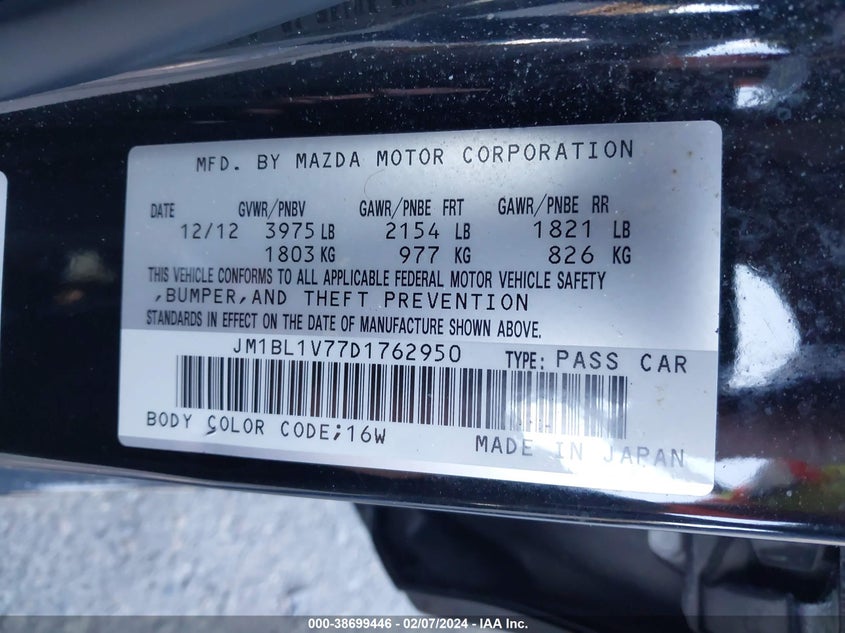 MFD. BY MAZDA MOTOR CORPORATION
DATE GVWR/PNBV GAWR/PNBE FRT GAWR/PNBE RR
12/12 3975 LB 2154 LB 1821 LB
1803 KG 977 KG 826 KG
THIS VEHICLE CONFORMS TO ALL APPLICABLE FEDERAL MOTOR VEHICLE SAFETY
,BUMPER,AND THEFT PREVENTION
STANDARDS IN EFFECT ON THE DATE OF MANUFACTURE SHOWN ABOVE.
JM1BL1V77D1762950 TYPE: PASS CAR
BODY COLOR CODE;16W
MADE IN JAPAN
000-38699446 - 02/07/2024 - IAA Inc.